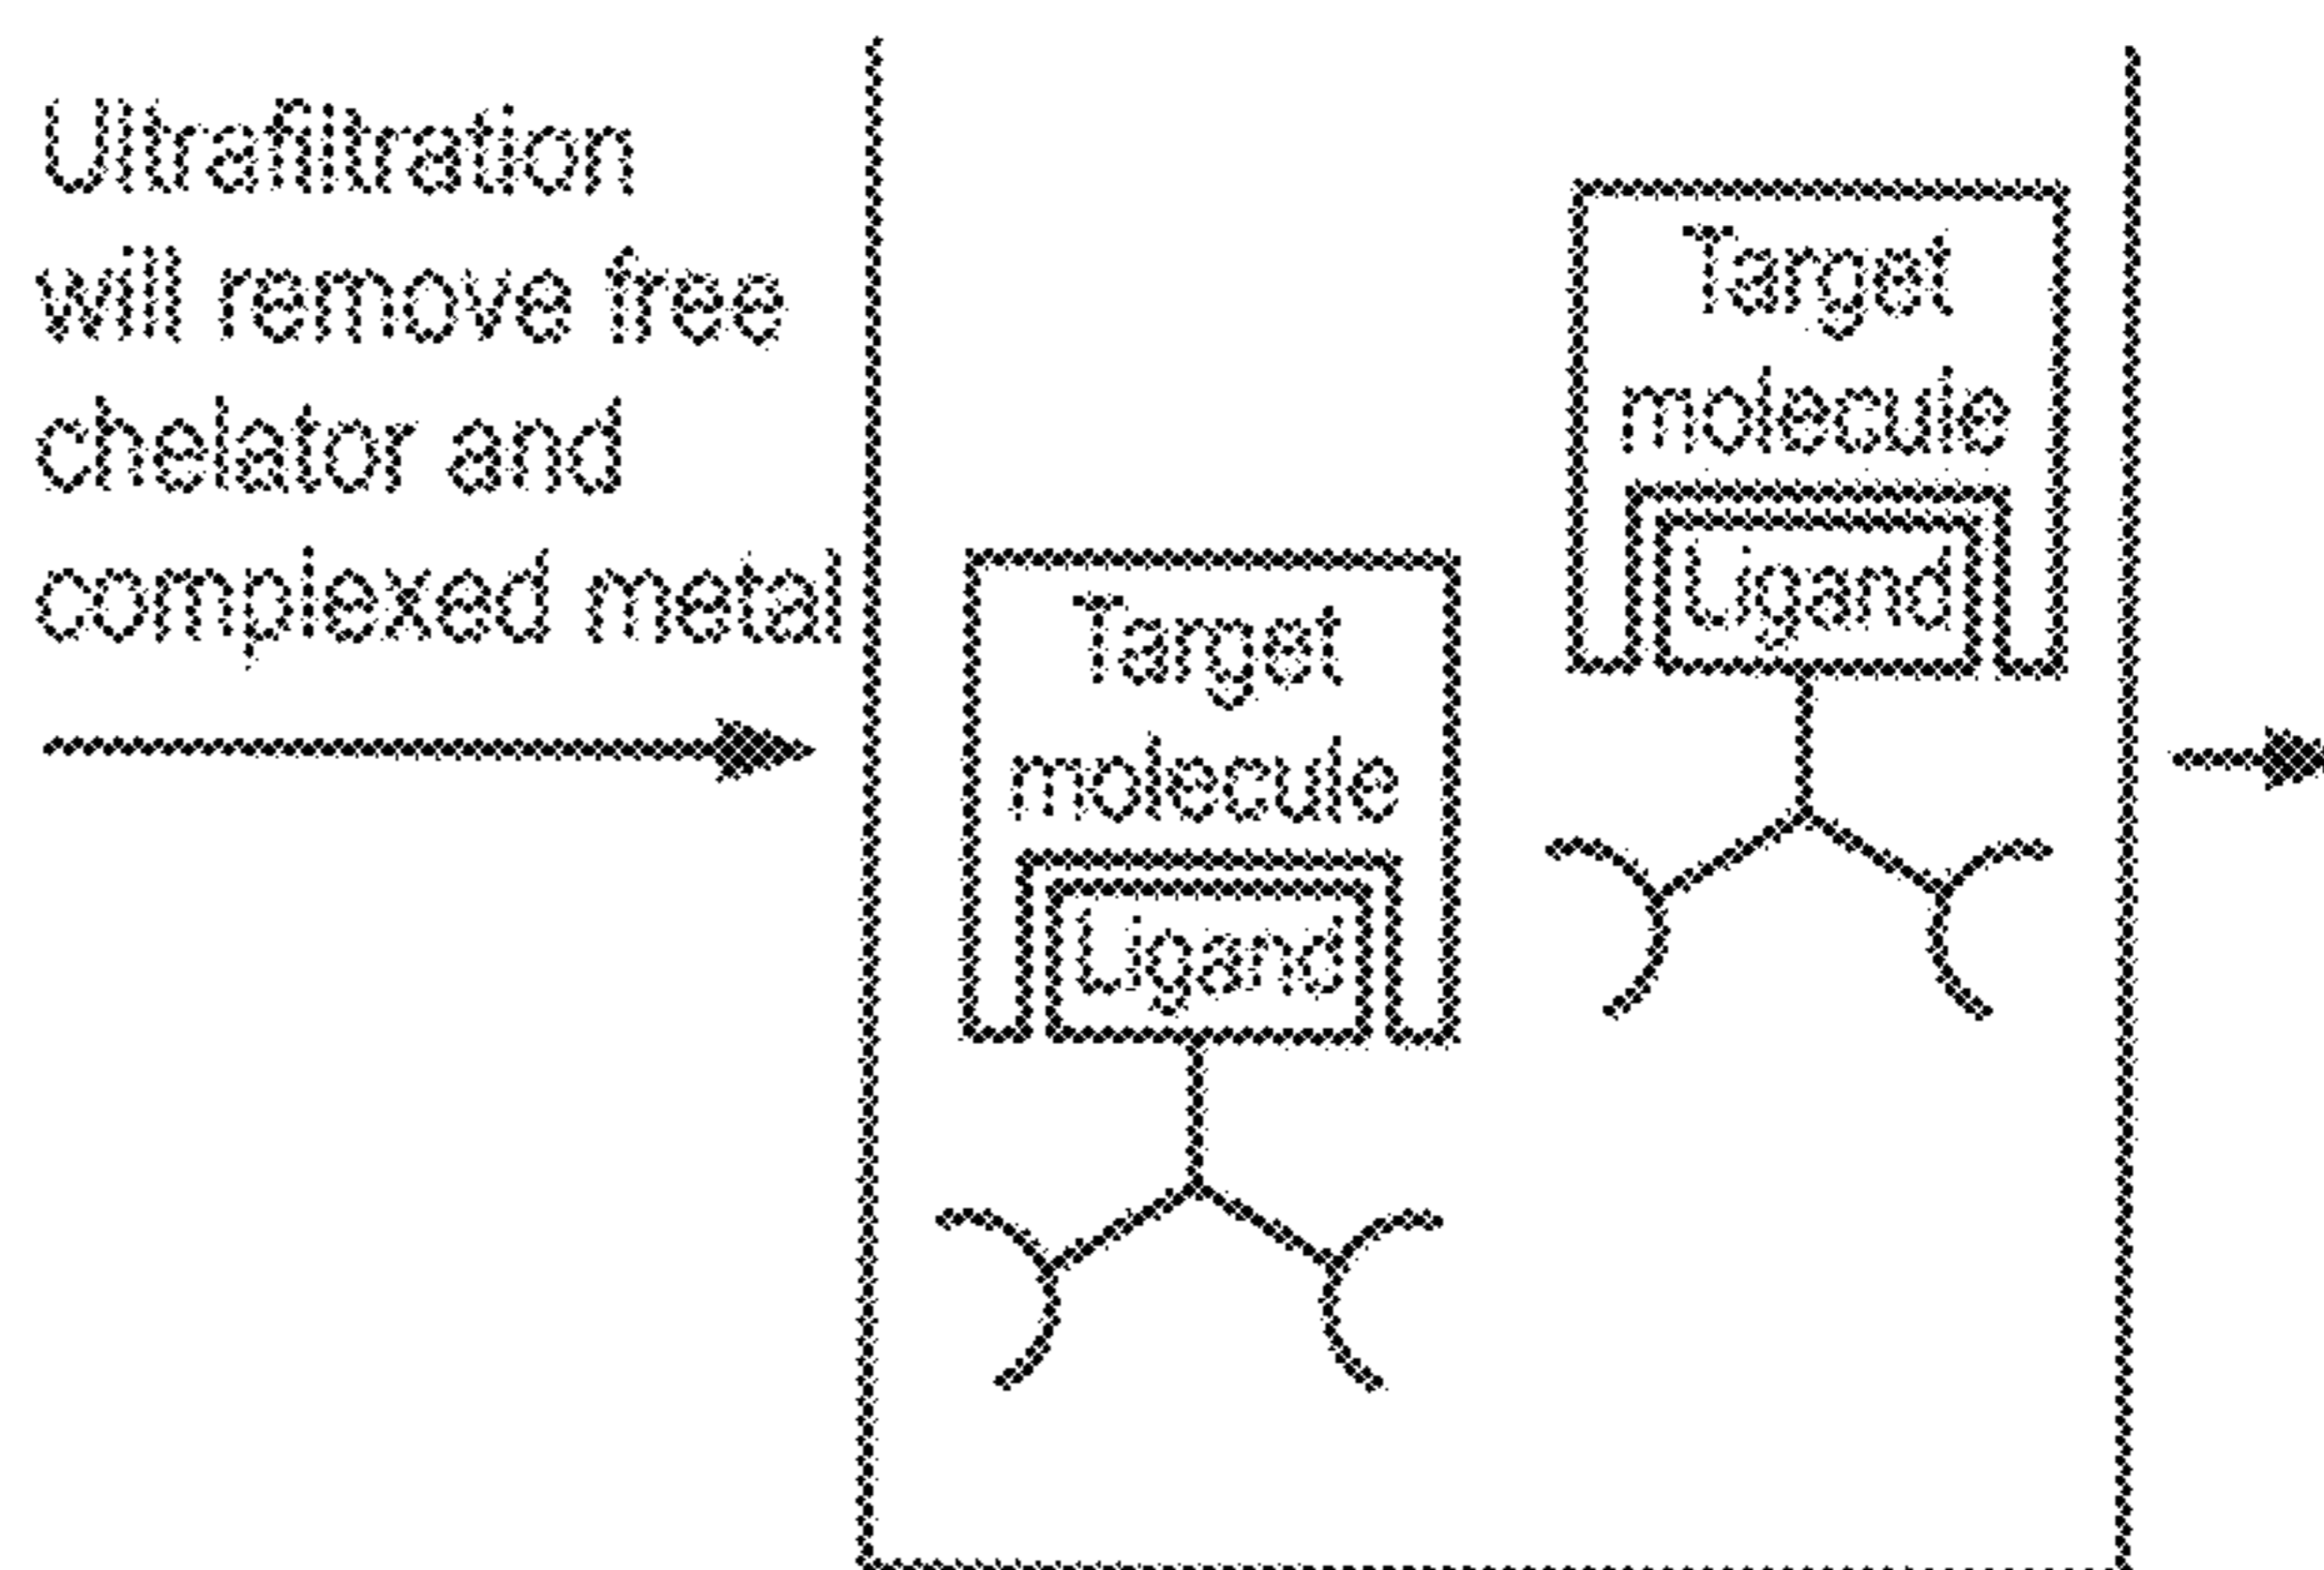 Ultrafiltration
will remove free
chelator and
complexed metal
Target
molecule
Ligand
Target
molecule
Ligand